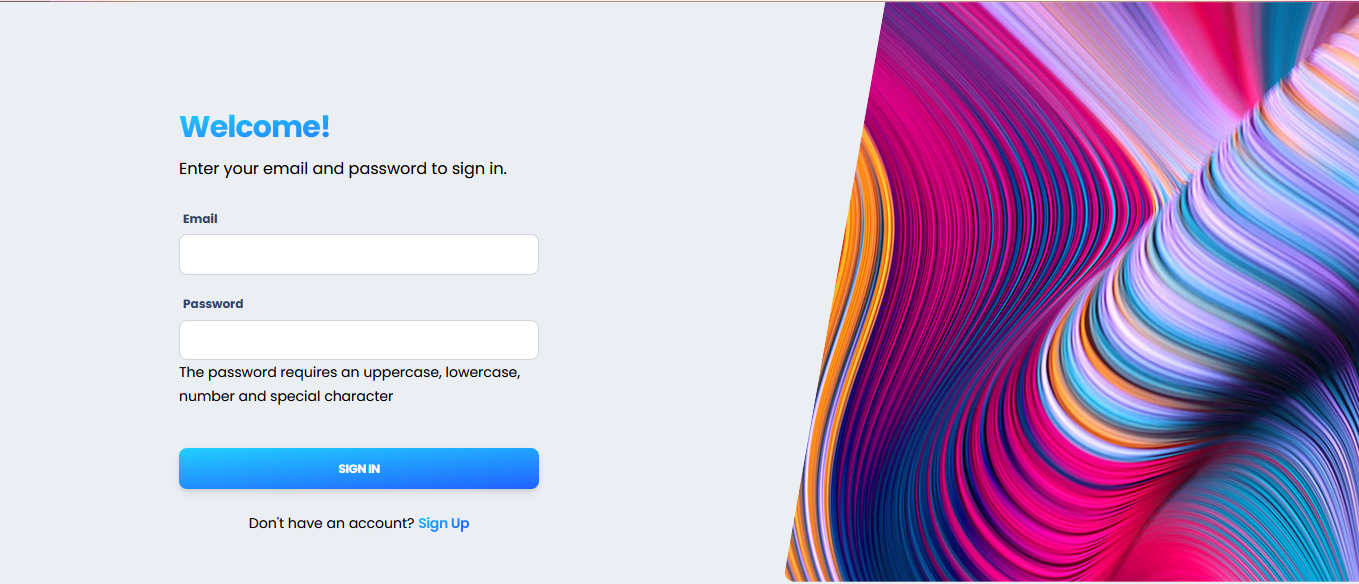 Welcome!
Enter your email and password to sign in.
Email
Password
The password requires an uppercase, lowercase,
number and special character
SIGN IN
Don't have an account? Sign Up